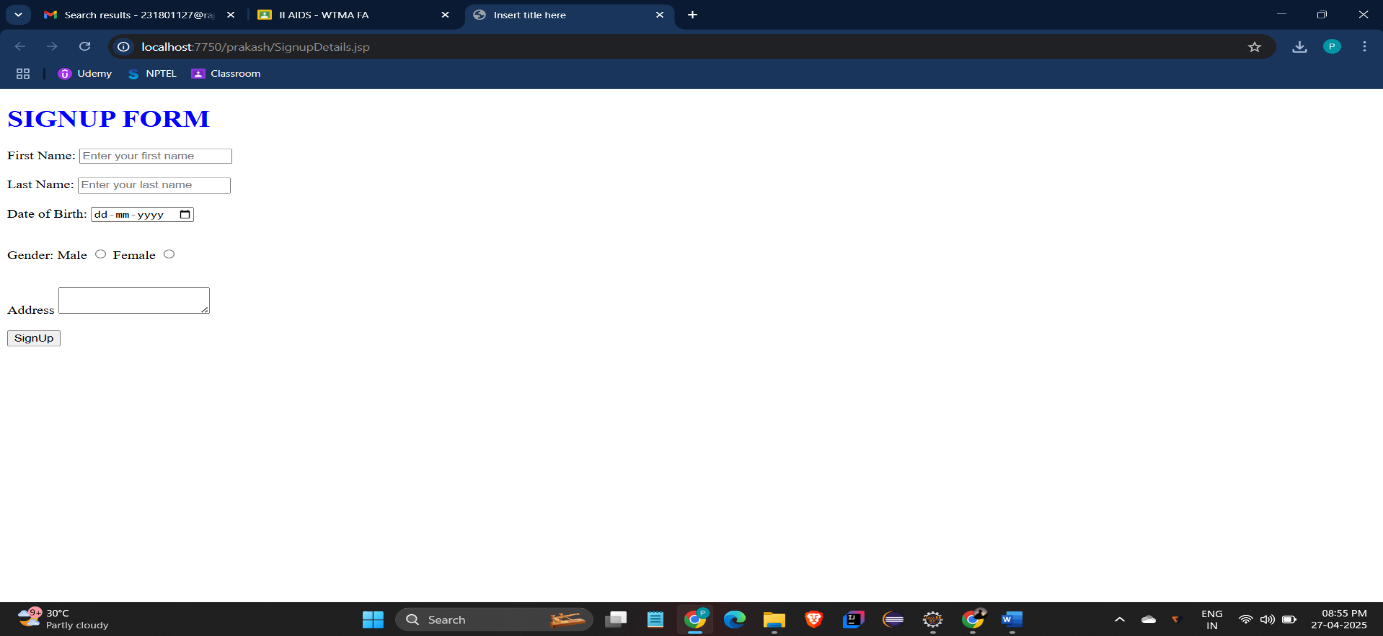 Search results - 231801127@raj
II AIDS - WTMA FA
Insert title here
localhost:7750/prakash/SignupDetails.jsp
P
Udemy
NPTEL
Classroom
SIGNUP FORM
First Name: Enter your first name
Last Name: Enter your last name
Date of Birth: dd-mm-yyyy
Gender: Male Female
Address
SignUp
9+
30°C
Partly cloudy
Search
P
ENG
IN
08:55 PM
27-04-2025